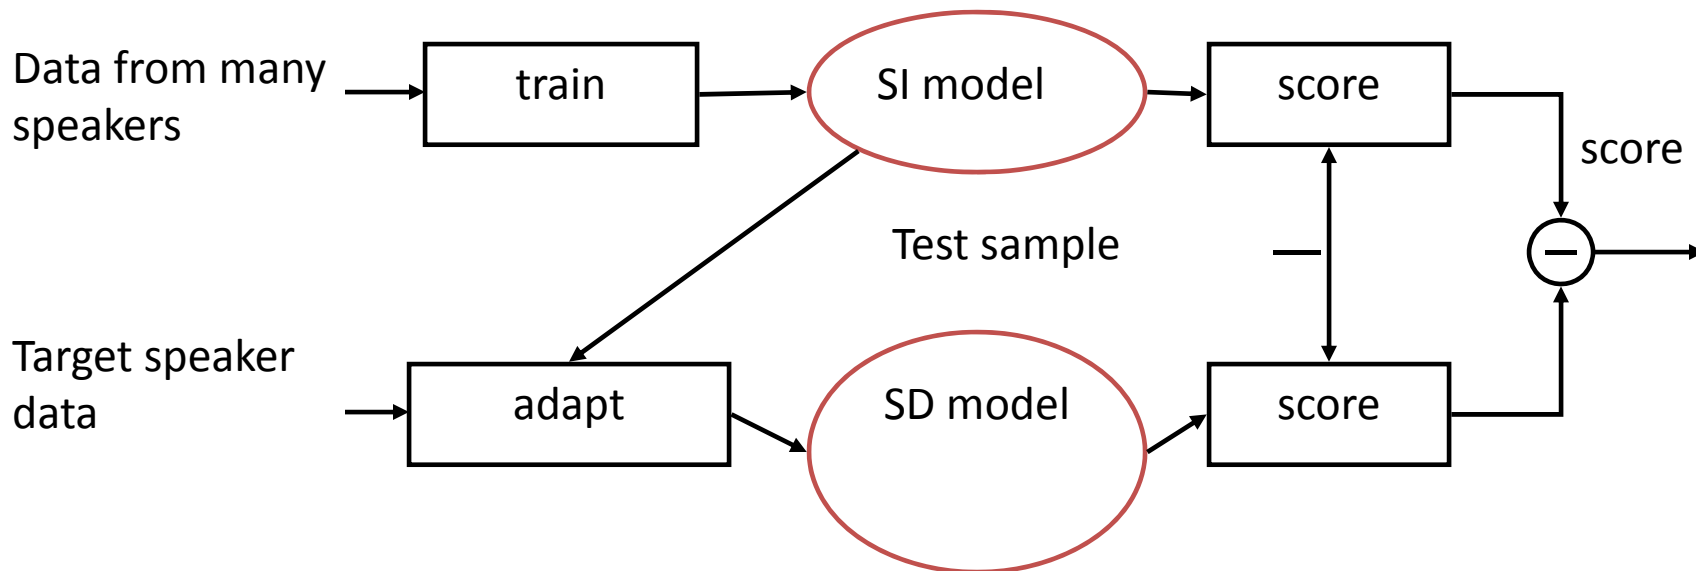 Data from many
speakers
train
SI model
score
score
Test sample
Target speaker
data
adapt
SD model
score